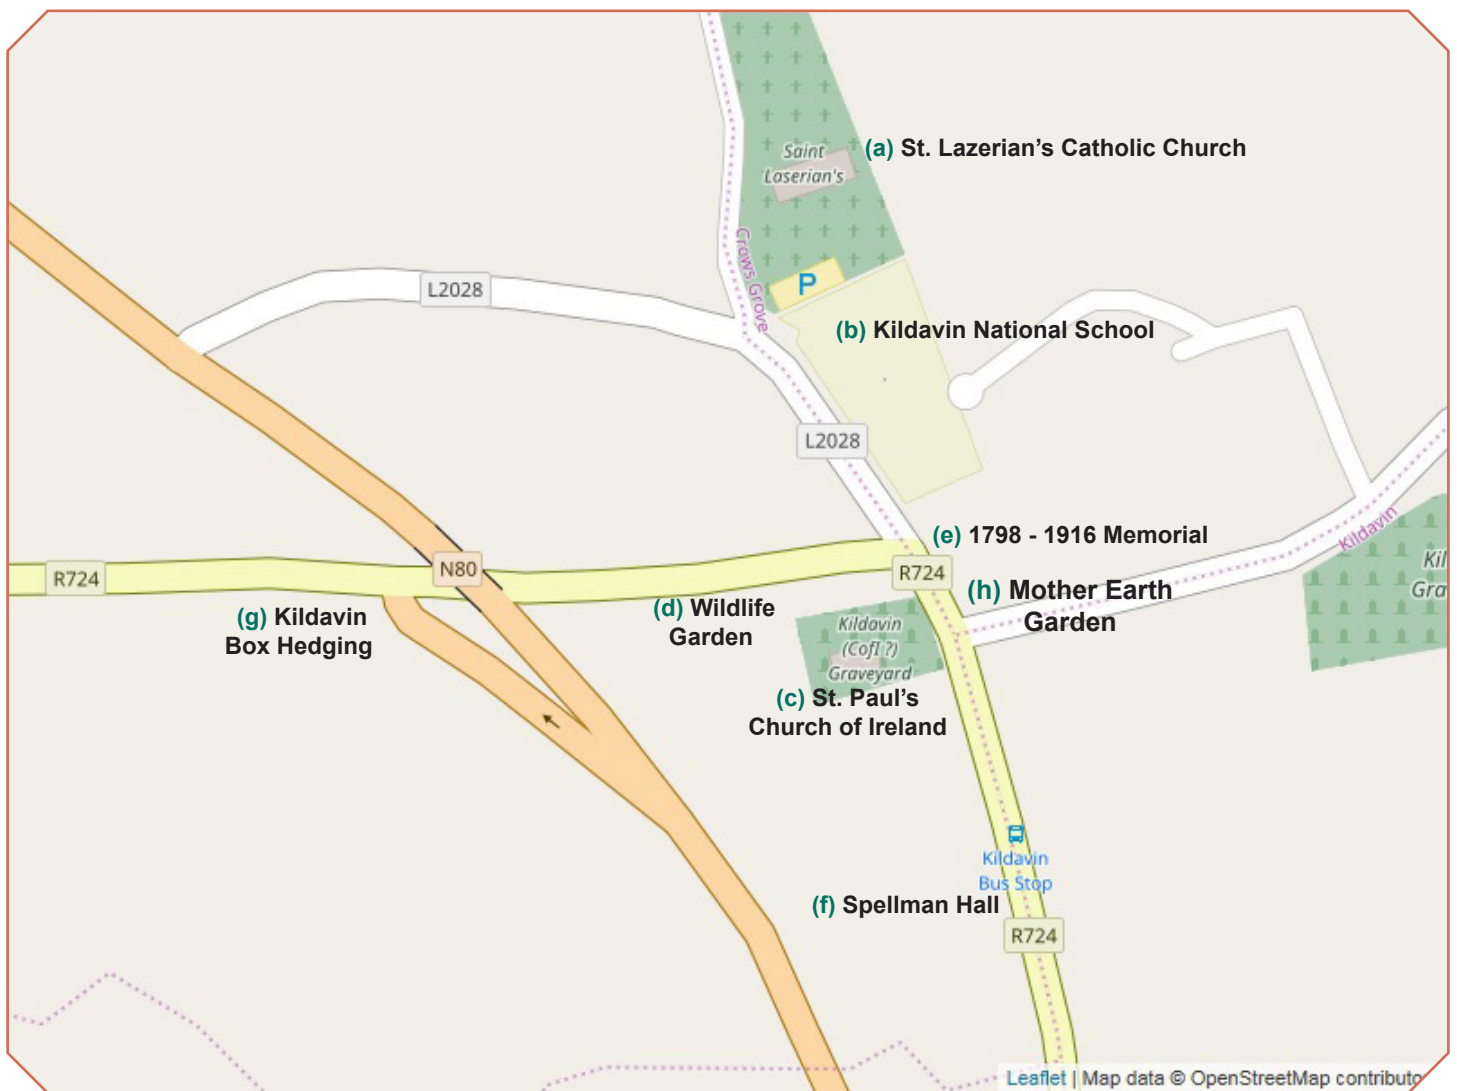 (a) St. Lazerian's Catholic Church
Saint
Laserian's
Crows Grove
P
L2028
(b) Kildavin National School
L2028
(e) 1798 - 1916 Memorial
Kildavin
R724
N80
R724
(h) Mother Earth
Garden
(g) Kildavin
Box Hedging
(d) Wildlife
Garden
Kildavin
(CofI ?)
Graveyard
(c) St. Paul's
Church of Ireland
Kil
Gra
Kildavin
Bus Stop
(f) Spellman Hall
R724
Leaflet | Map data © OpenStreetMap contributo